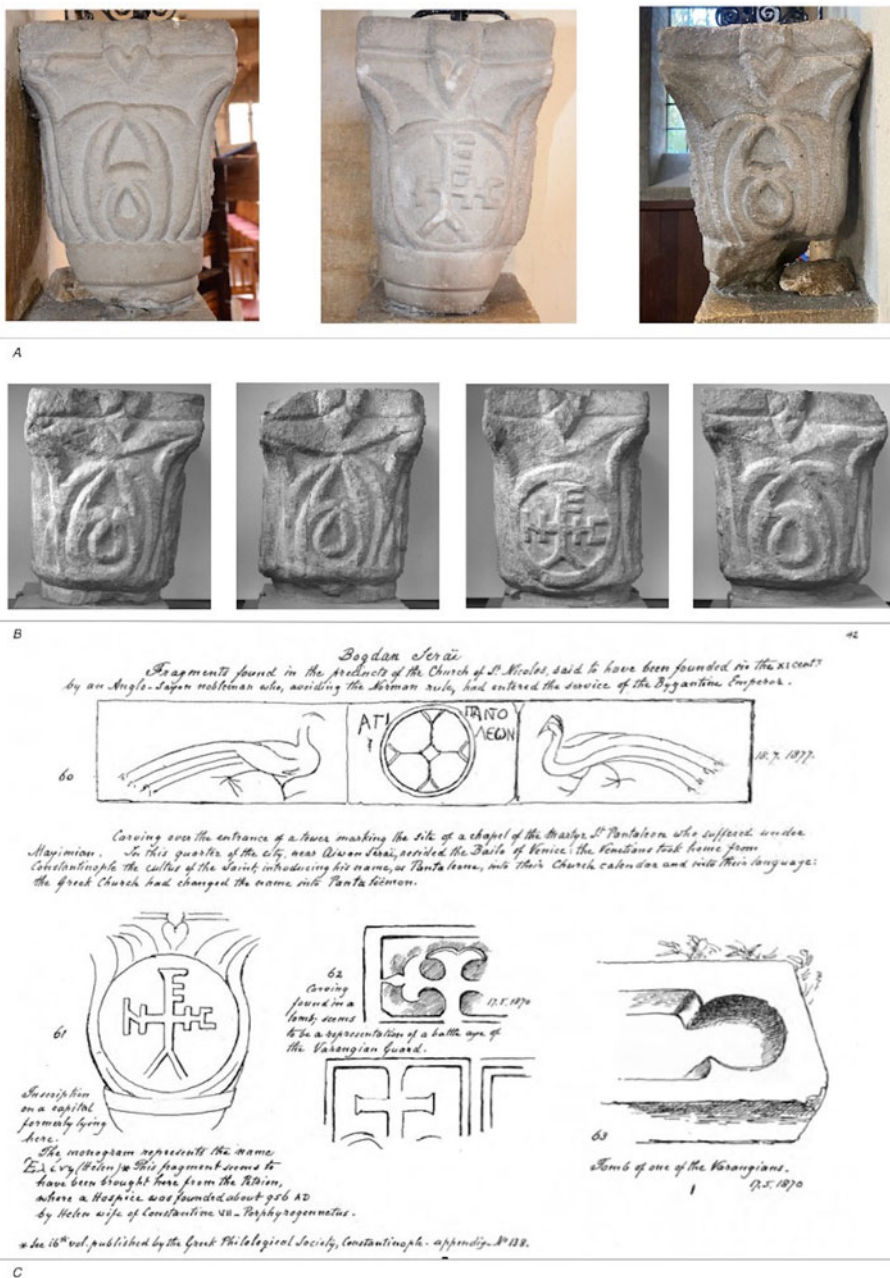 A
B
42
Bogdan Seraï
Fragments found in the precincts of the Church of St. Nicolas, said to have been founded in the XI cent^y
by an Anglo-Saxon nobleman who, avoiding the Norman rule, had entered the service of the Byzantine Emperor.
ΑΓΙ
ΠΑΝΟ
ΛΕΩΝ
60
18.7.1877.
Carving over the entrance of a tower marking the site of a chapel of the Martyr St Pantaleon who suffered under
Maximian. In this quarter of the city, near Aiwan Seraï, resided the Bailo of Venice: the Venetians took home from
Constantinople the cultus of the Saint; introducing his name, as Pantaleone, into their Church calendar and into their language:
the Greek Church had changed the name into Panta leëmon.
61
Inscription
on a capital
formerly lying
here.
The monogram represents the name
(Helen) * This fragment seems to
have been brought here from the Petrion,
where a Hospice was founded about 956 AD
by Helen wife of Constantine VII - Porphyrogennetus.
* See 16th vol. published by the Greek Philological Society, Constantinople - appendix - No 138.
62
Carving
found in a
tomb; seems
to be a representation of a battle axe of
the Varangian Guard.
17.5.1870
63
Tomb of one of the Varangians.
17.5.1870
C